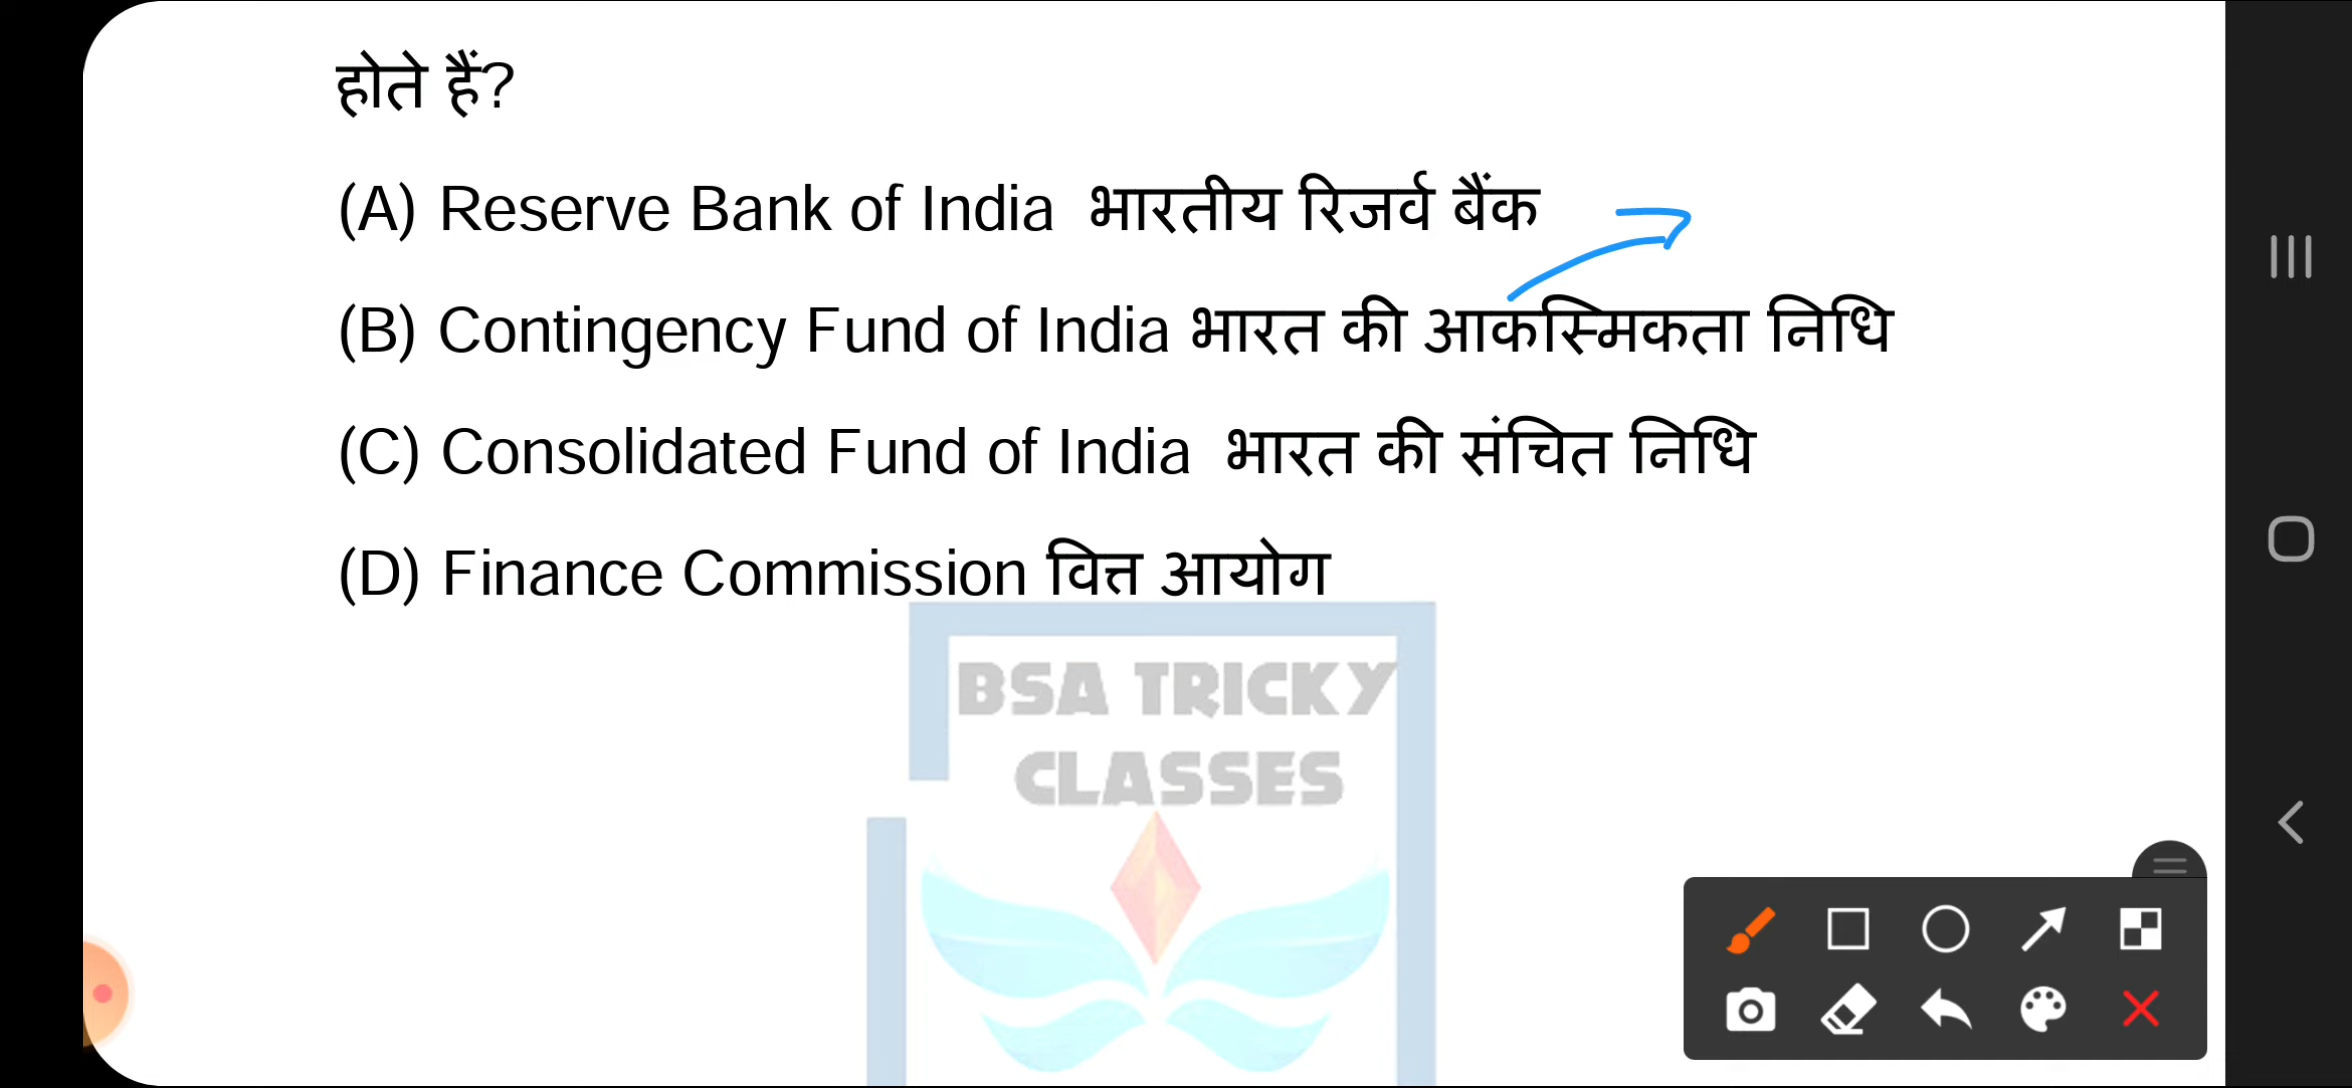 होते हैं?
(A) Reserve Bank of India भारतीय रिजर्व बैंक
(B) Contingency Fund of India भारत की आकस्मिकता निधि
(C) Consolidated Fund of India भारत की संचित निधि
(D) Finance Commission वित्त आयोग
BSA TRICKY
CLASSES